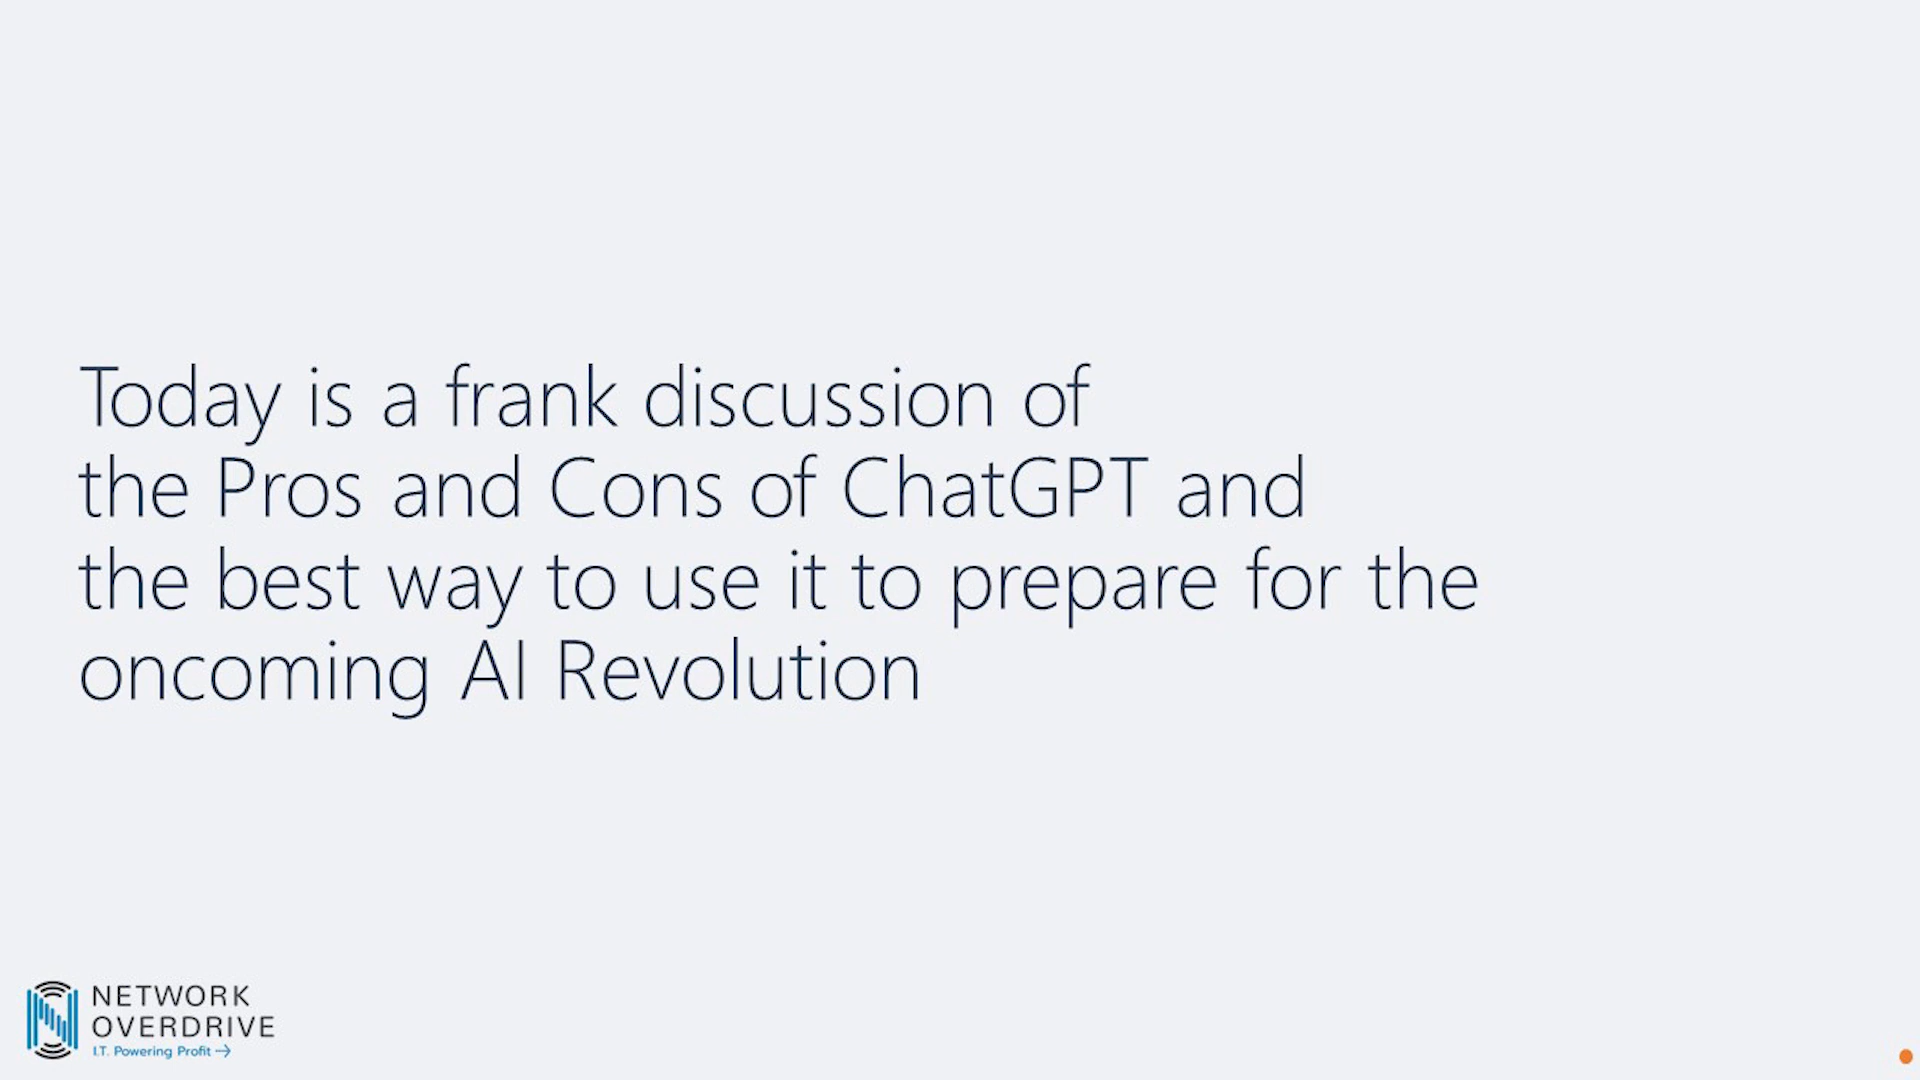 Today is a frank discussion of
the Pros and Cons of ChatGPT and
the best way to use it to prepare for the
oncoming AI Revolution
NETWORK
OVERDRIVE
I.T. Powering Profit →